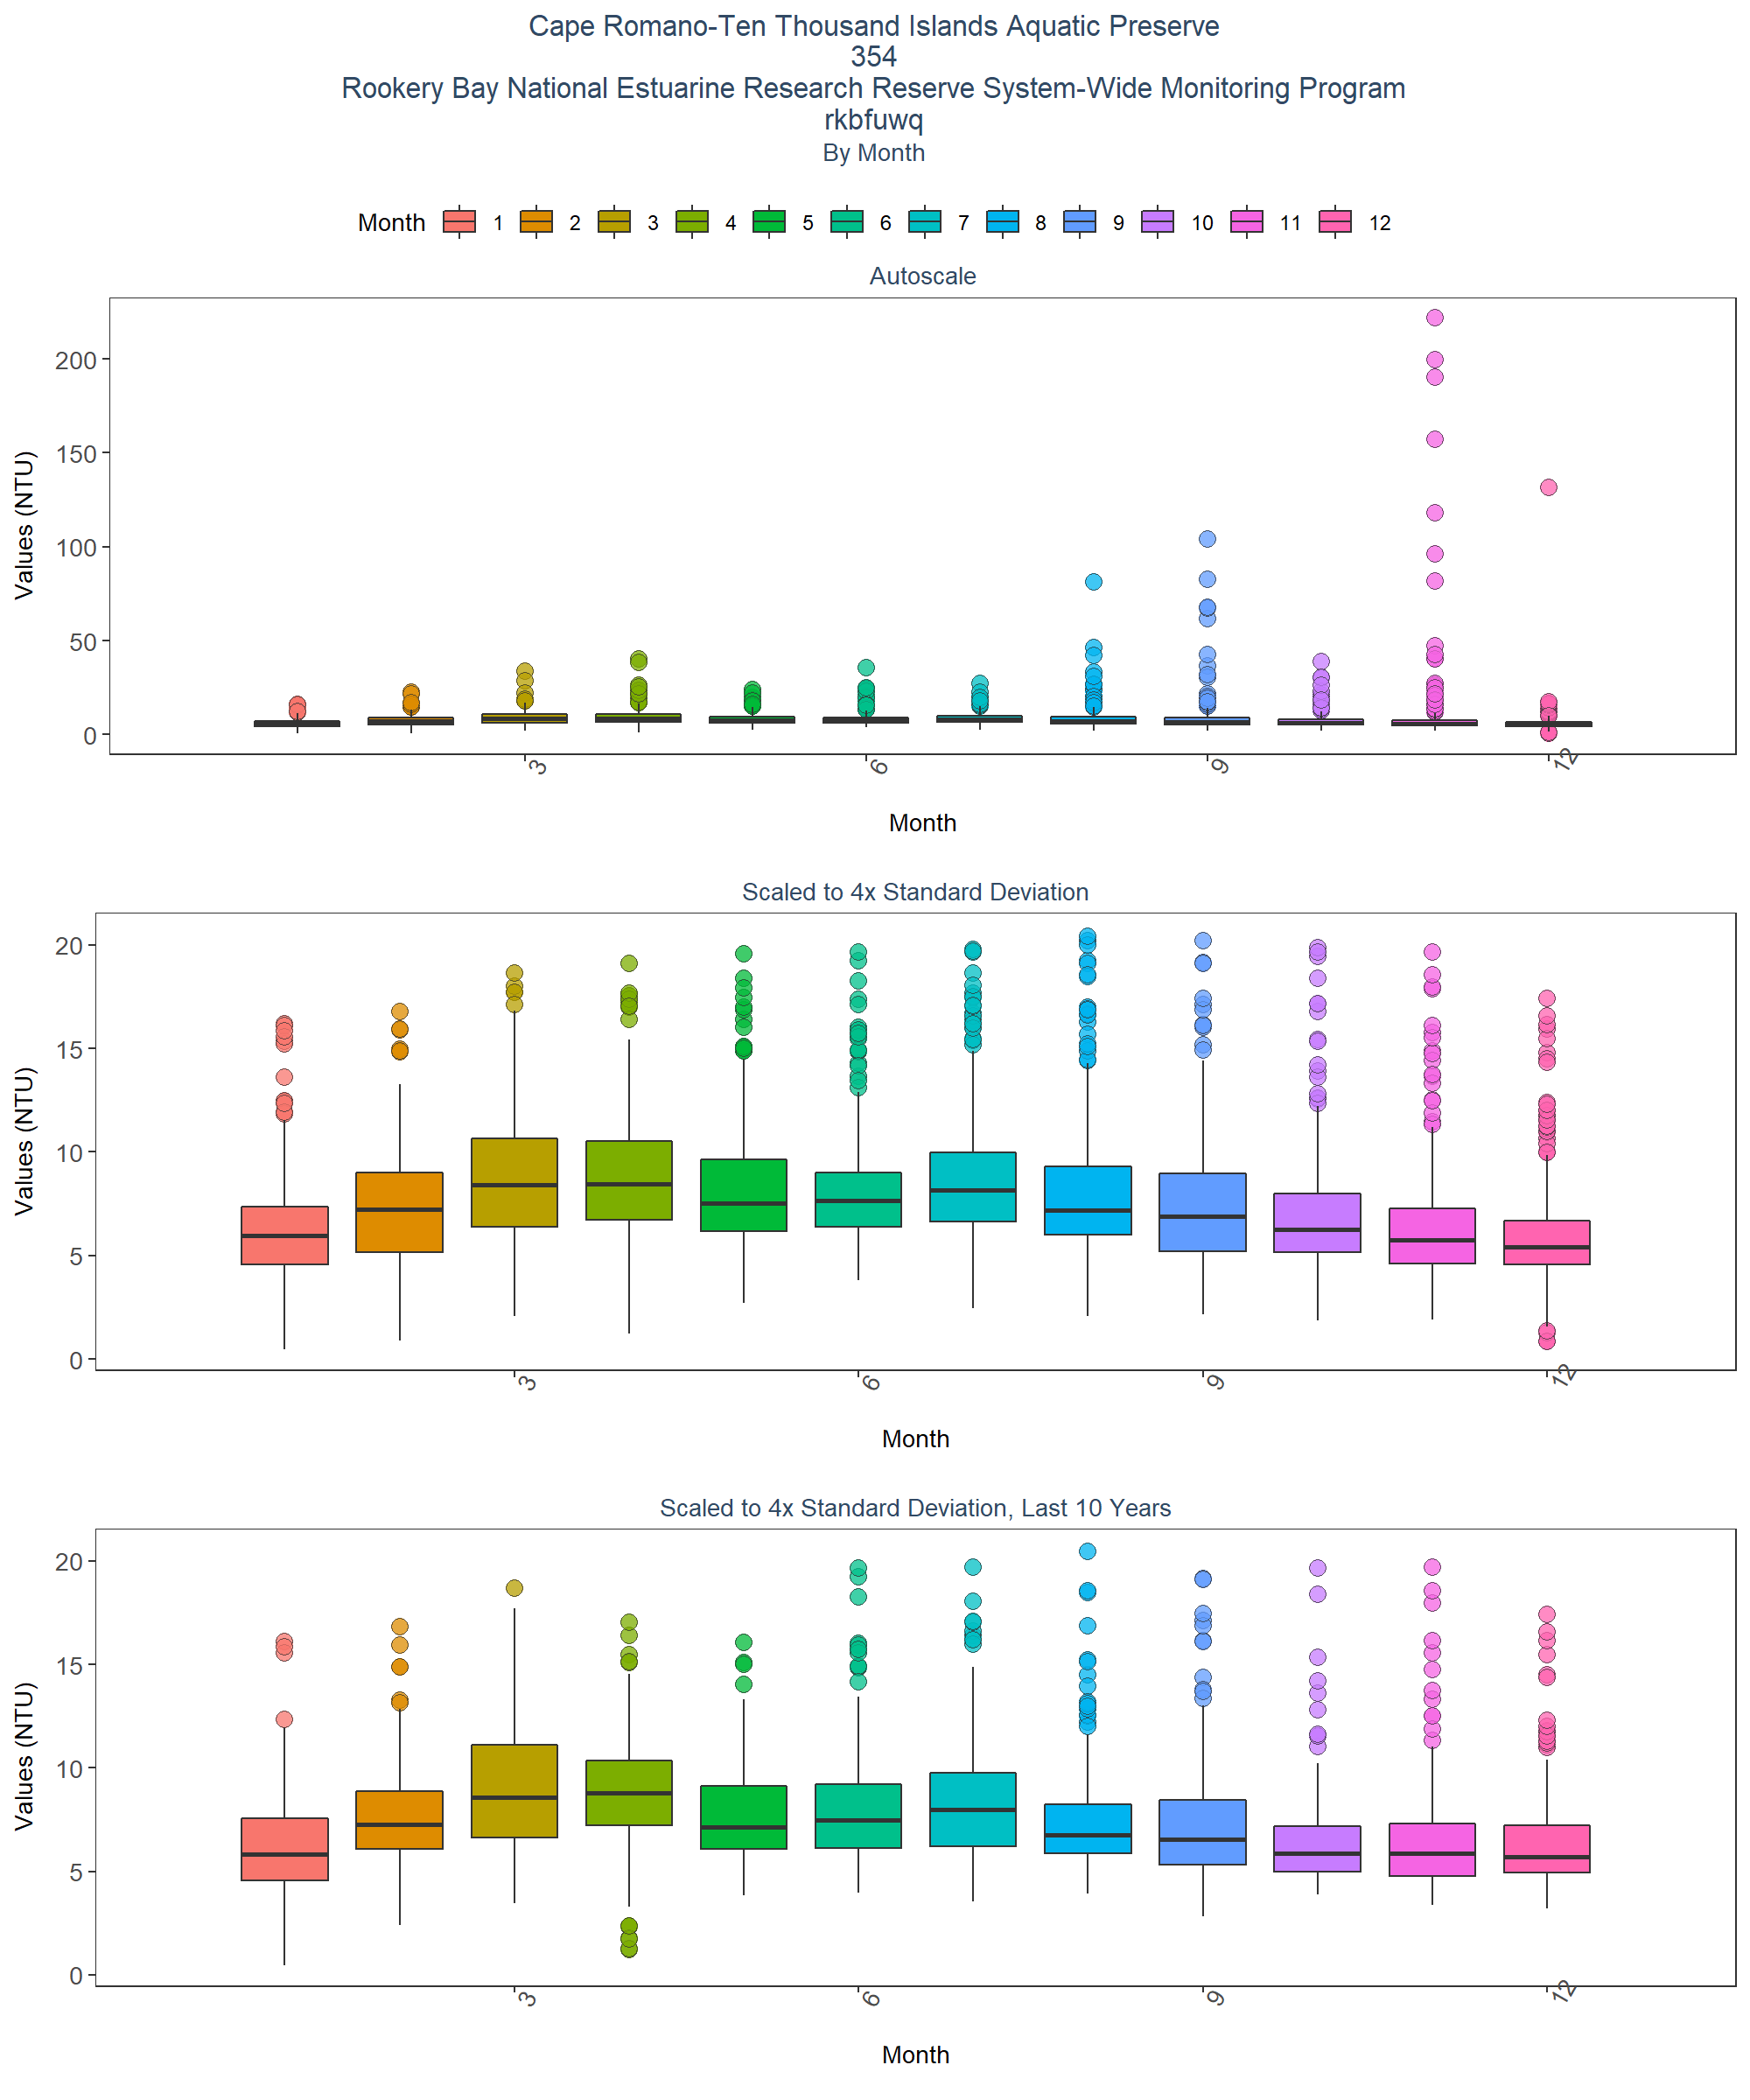 Cape Romano-Ten Thousand Islands Aquatic Preserve
354
Rookery Bay National Estuarine Research Reserve System-Wide Monitoring Program
rkbfuwq
By Month
Month 1 2 3 4 5 6 7 8 9 10 11 12
Autoscale
Values (NTU)
200
150
100
50
0
3 6 9 12
Month
Scaled to 4x Standard Deviation
Values (NTU)
20
15
10
5
0
3 6 9 12
Month
Scaled to 4x Standard Deviation, Last 10 Years
Values (NTU)
20
15
10
5
0
3 6 9 12
Month